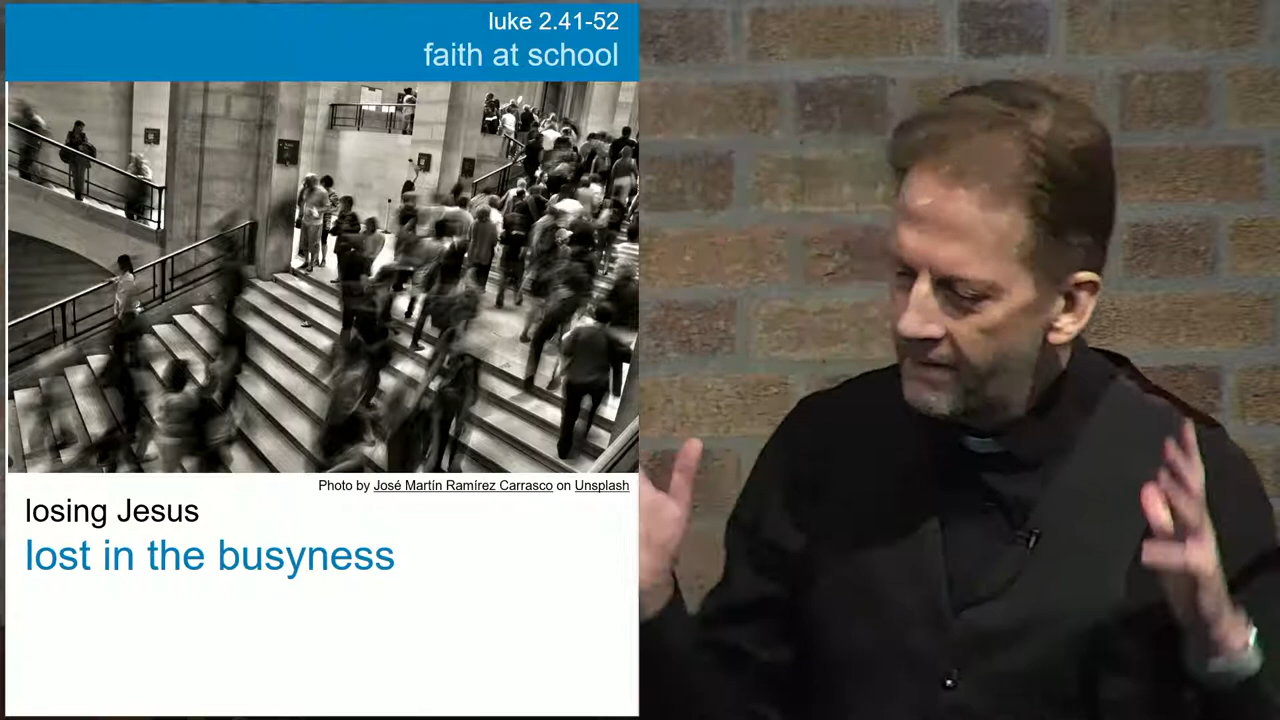 luke 2.41-52
faith at school
Photo by José Martín Ramírez Carrasco on Unsplash
losing Jesus
lost in the busyness